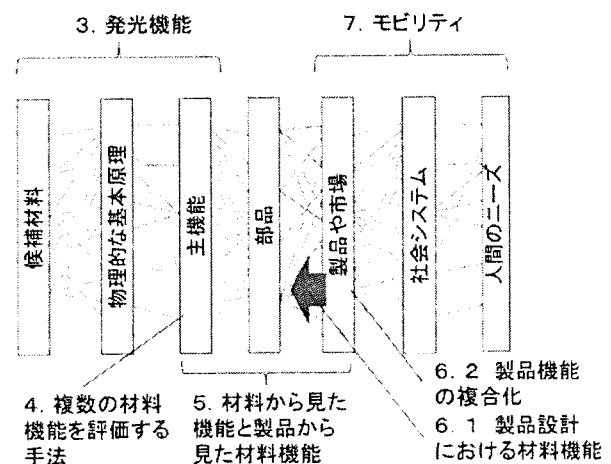 3. 発光機能
7. モビリティ
候補材料
物理的な基本原理
主機能
部品
製品や市場
社会システム
人間のニーズ
4. 複数の材料
機能を評価する
手法
5. 材料から見た
機能と製品から
見た材料機能
6. 2 製品機能
の複合化
6. 1 製品設計
における材料機能